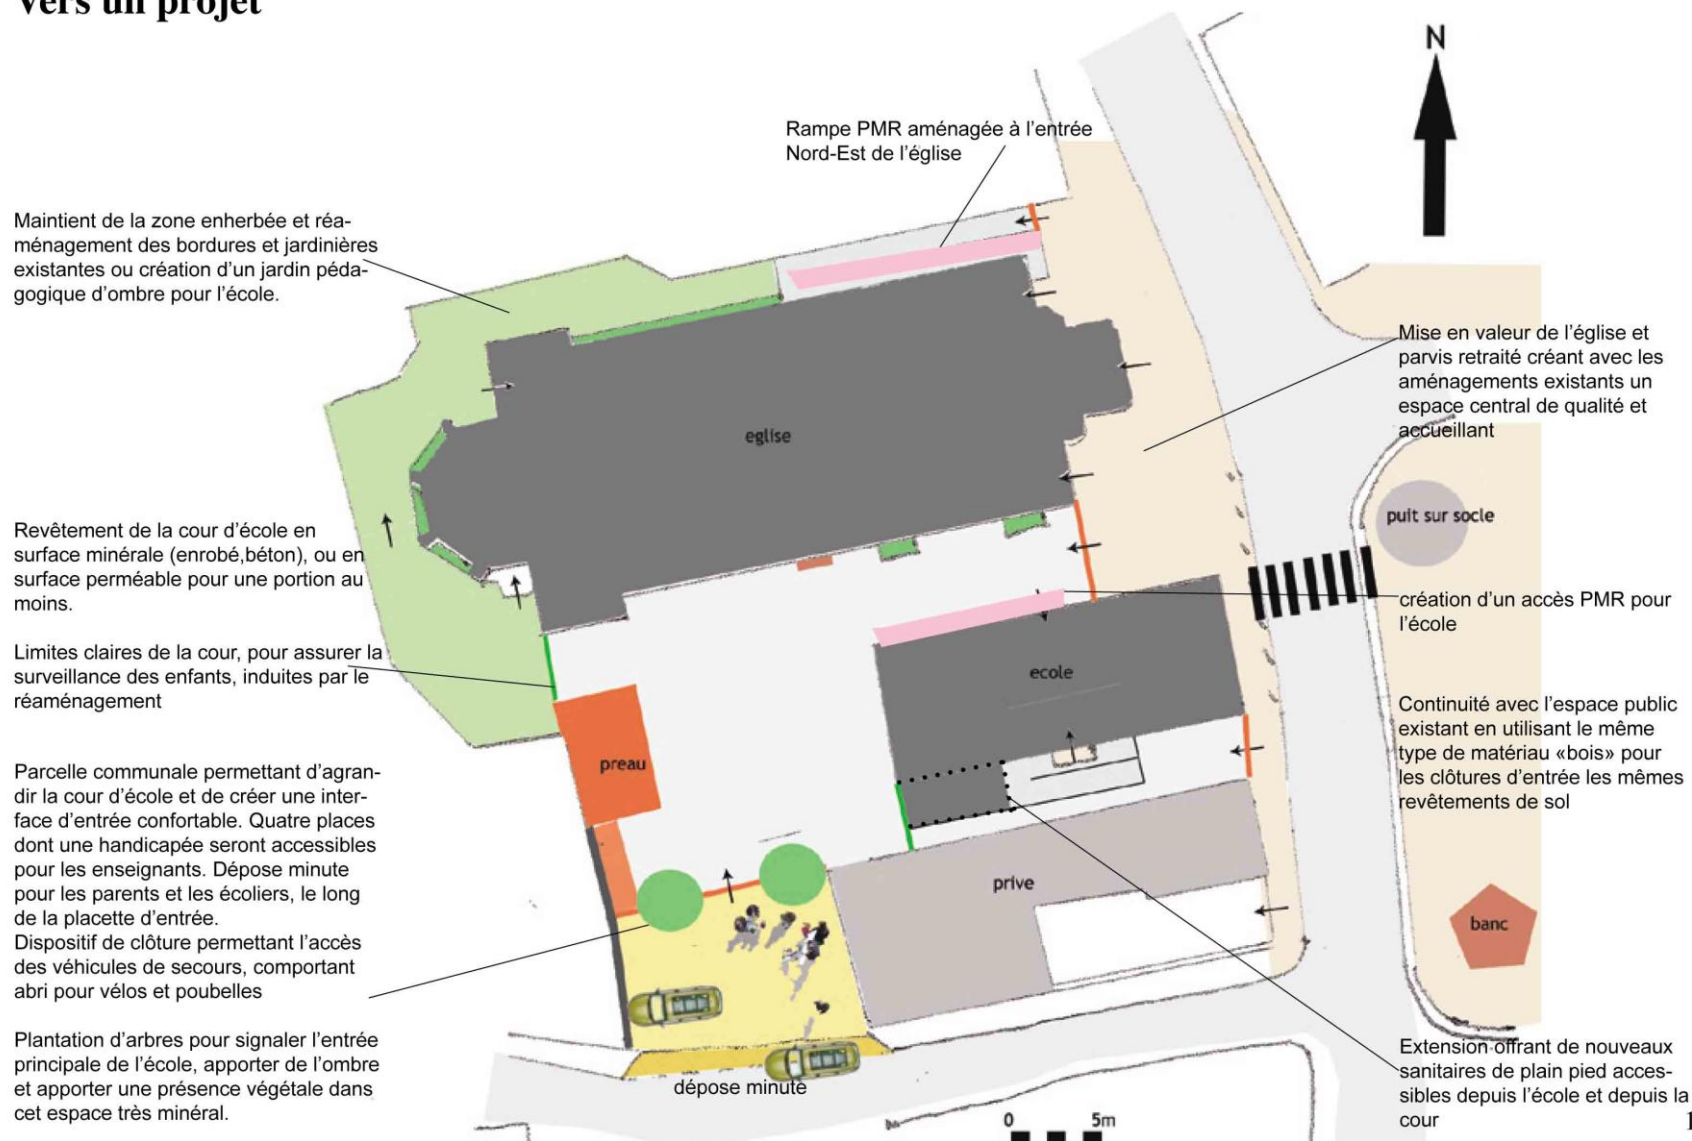 Vers un projet
N
Rampe PMR aménagée à l'entrée
Nord-Est de l'église
Maintient de la zone enherbée et réa-
ménagement des bordures et jardinières
existantes ou création d'un jardin péda-
gogique d'ombre pour l'école.
Mise en valeur de l'église et
parvis retraité créant avec les
aménagements existants un
espace central de qualité et
accueillant
eglise
puit sur socle
Revêtement de la cour d'école en
surface minérale (enrobé,béton), ou en
surface perméable pour une portion au
moins.
création d'un accès PMR pour
l'école
Limites claires de la cour, pour assurer la
surveillance des enfants, induites par le
réaménagement
ecole
Continuité avec l'espace public
existant en utilisant le même
type de matériau «bois» pour
les clôtures d'entrée les mêmes
revêtements de sol
preau
Parcelle communale permettant d'agran-
dir la cour d'école et de créer une inter-
face d'entrée confortable. Quatre places
dont une handicapée seront accessibles
pour les enseignants. Dépose minute
pour les parents et les écoliers, le long
de la placette d'entrée.
Dispositif de clôture permettant l'accès
des véhicules de secours, comportant
abri pour vélos et poubelles
prive
banc
Plantation d'arbres pour signaler l'entrée
principale de l'école, apporter de l'ombre
et apporter une présence végétale dans
cet espace très minéral.
dépose minute
Extension offrant de nouveaux
sanitaires de plain pied acces-
sibles depuis l'école et depuis la
cour
0 5m
1